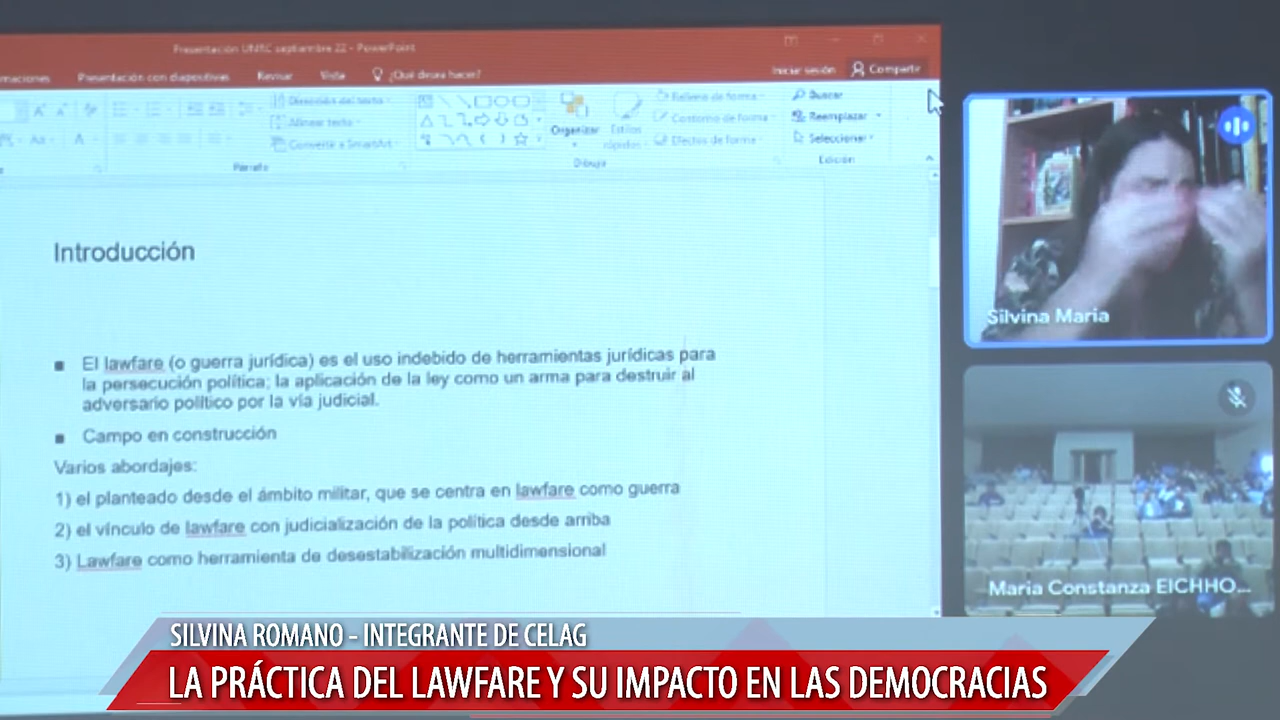 Presentación UNRC septiembre 22 - PowerPoint
Presentación con diapositivas Revisar Vista ¿Qué desea hacer? Iniciar sesión Compartir
Dirección del texto
Alinear texto
Convertir a SmartArt
Párrafo
Organizar
Estilos
rápidos
Dibujo
Relleno de forma
Contorno de forma
Efectos de forma
Buscar
Reemplazar
Seleccionar
Edición
Introducción
El lawfare (o guerra jurídica) es el uso indebido de herramientas jurídicas para
la persecución política; la aplicación de la ley como un arma para destruir al
adversario político por la vía judicial.
Campo en construcción
Varios abordajes:
1) el planteado desde el ámbito militar, que se centra en lawfare como guerra
2) el vínculo de lawfare con judicialización de la política desde arriba
3) Lawfare como herramienta de desestabilización multidimensional
Silvina Maria
Maria Constanza EICHHO...
SILVINA ROMANO - INTEGRANTE DE CELAG
LA PRÁCTICA DEL LAWFARE Y SU IMPACTO EN LAS DEMOCRACIAS